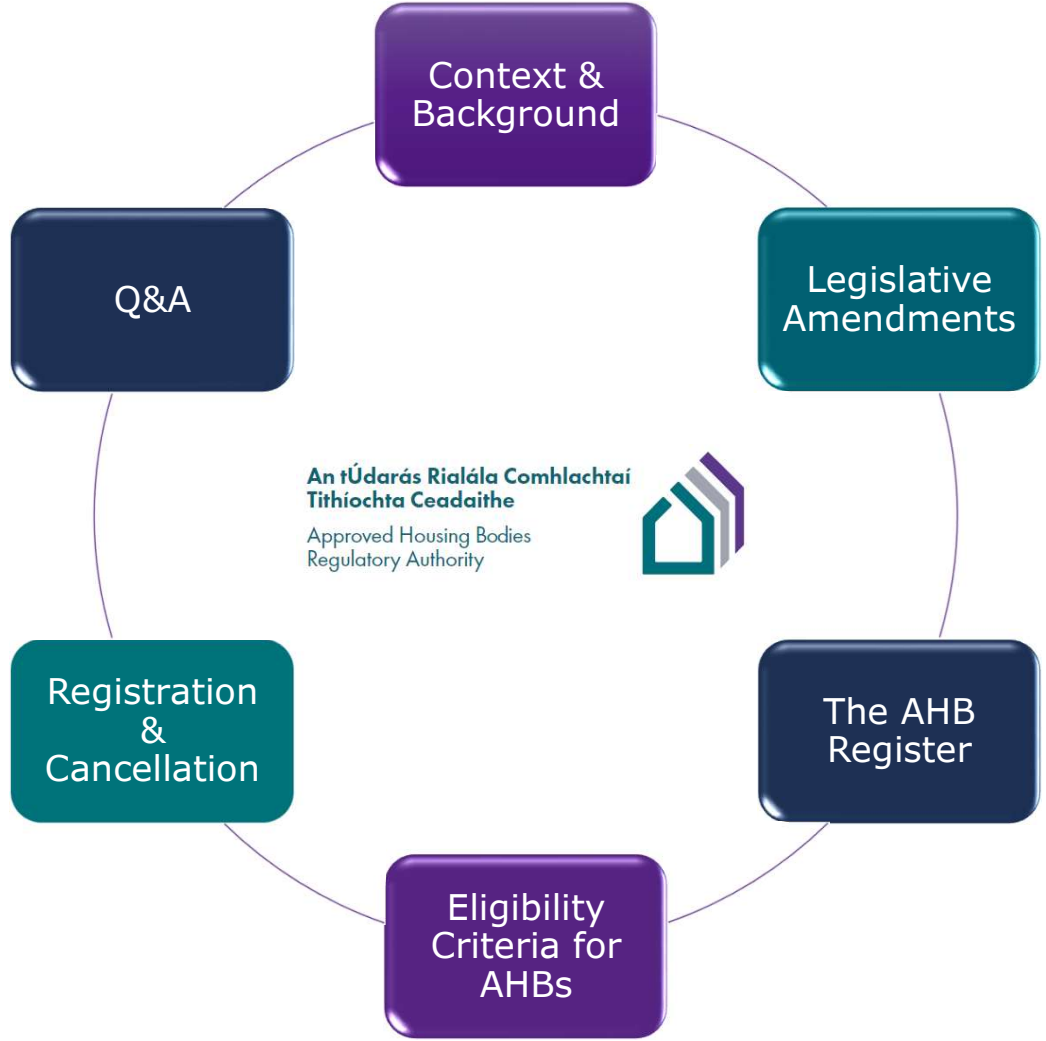 Context &
Background
Legislative
Amendments
The AHB
Register
Eligibility
Criteria for
AHBs
Registration
&
Cancellation
Q&A
An tÚdarás Rialála Comhlachtaí
Tithíochta Ceadaithe
Approved Housing Bodies
Regulatory Authority